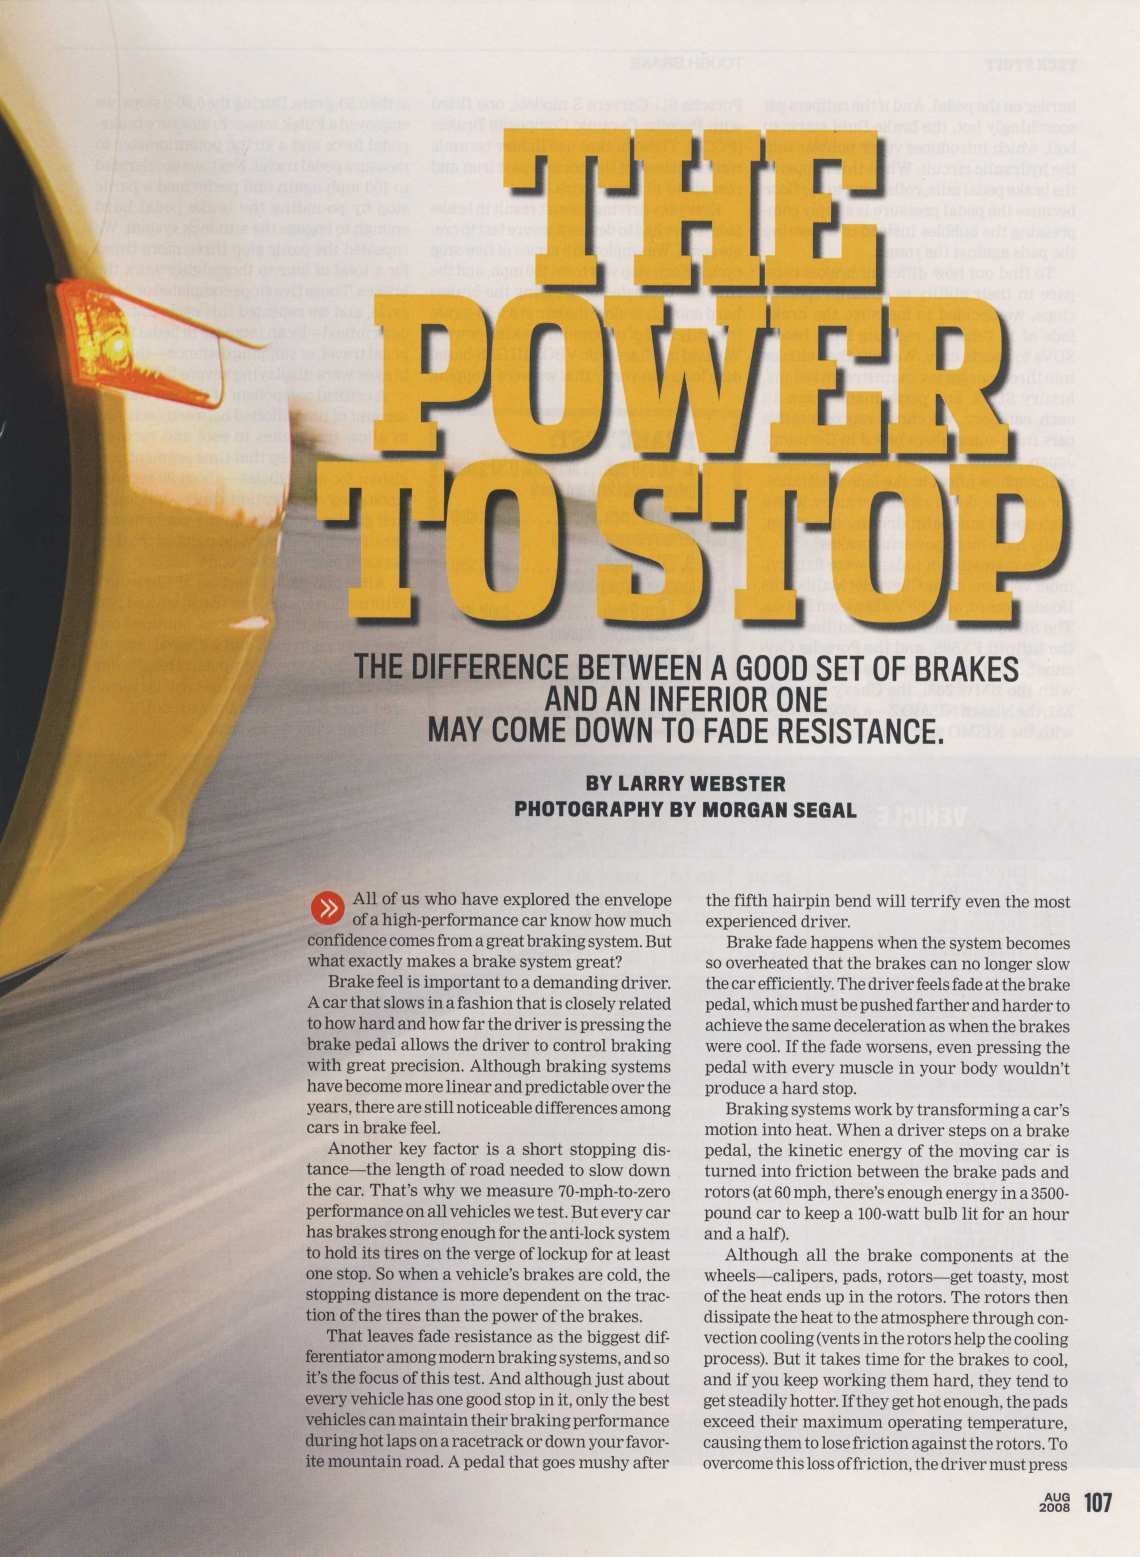 THE
POWER
TO STOP
THE DIFFERENCE BETWEEN A GOOD SET OF BRAKES
AND AN INFERIOR ONE
MAY COME DOWN TO FADE RESISTANCE.
BY LARRY WEBSTER
PHOTOGRAPHY BY MORGAN SEGAL
All of us who have explored the envelope
of a high-performance car know how much
confidence comes from a great braking system. But
what exactly makes a brake system great?
Brake feel is important to a demanding driver.
A car that slows in a fashion that is closely related
to how hard and how far the driver is pressing the
brake pedal allows the driver to control braking
with great precision. Although braking systems
have become more linear and predictable over the
years, there are still noticeable differences among
cars in brake feel.
Another key factor is a short stopping dis-
tance—the length of road needed to slow down
the car. That's why we measure 70-mph-to-zero
performance on all vehicles we test. But every car
has brakes strong enough for the anti-lock system
to hold its tires on the verge of lockup for at least
one stop. So when a vehicle's brakes are cold, the
stopping distance is more dependent on the trac-
tion of the tires than the power of the brakes.
That leaves fade resistance as the biggest dif-
ferentiator among modern braking systems, and so
it's the focus of this test. And although just about
every vehicle has one good stop in it, only the best
vehicles can maintain their braking performance
during hot laps on a racetrack or down your favor-
ite mountain road. A pedal that goes mushy after
the fifth hairpin bend will terrify even the most
experienced driver.
Brake fade happens when the system becomes
so overheated that the brakes can no longer slow
the car efficiently. The driver feels fade at the brake
pedal, which must be pushed farther and harder to
achieve the same deceleration as when the brakes
were cool. If the fade worsens, even pressing the
pedal with every muscle in your body wouldn't
produce a hard stop.
Braking systems work by transforming a car's
motion into heat. When a driver steps on a brake
pedal, the kinetic energy of the moving car is
turned into friction between the brake pads and
rotors (at 60 mph, there's enough energy in a 3500-
pound car to keep a 100-watt bulb lit for an hour
and a half).
Although all the brake components at the
wheels—calipers, pads, rotors—get toasty, most
of the heat ends up in the rotors. The rotors then
dissipate the heat to the atmosphere through con-
vection cooling (vents in the rotors help the cooling
process). But it takes time for the brakes to cool,
and if you keep working them hard, they tend to
get steadily hotter. If they get hot enough, the pads
exceed their maximum operating temperature,
causing them to lose friction against the rotors. To
overcome this loss of friction, the driver must press
AUG
2008 107